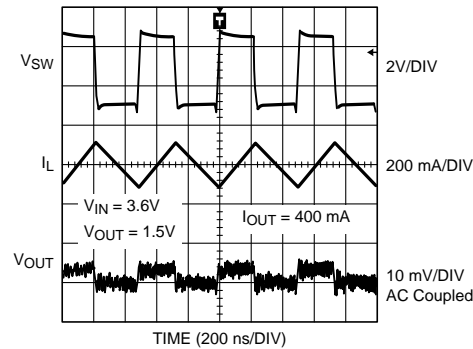 T
VSW
2V/DIV
IL
200 mA/DIV
VIN = 3.6V
VOUT = 1.5V
IOUT = 400 mA
VOUT
10 mV/DIV
AC Coupled
TIME (200 ns/DIV)